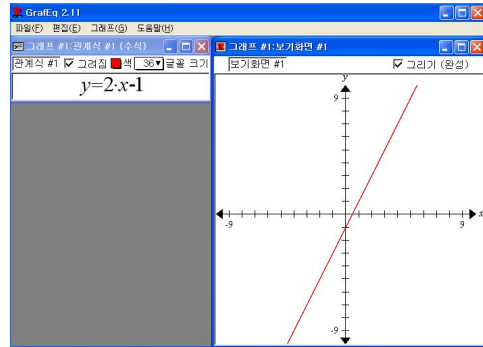 GrafEq 2.11
파일(F) 편집(E) 그래프(G) 도움말(H)
그래프 #1:관계식 #1 (수식)
관계식 #1 그려짐 색 36 글꼴 크기
y=2·x-1
그래프 #1:보기화면 #1
보기화면 #1 그리기 (완성)
y
9
-9 9 x
-9